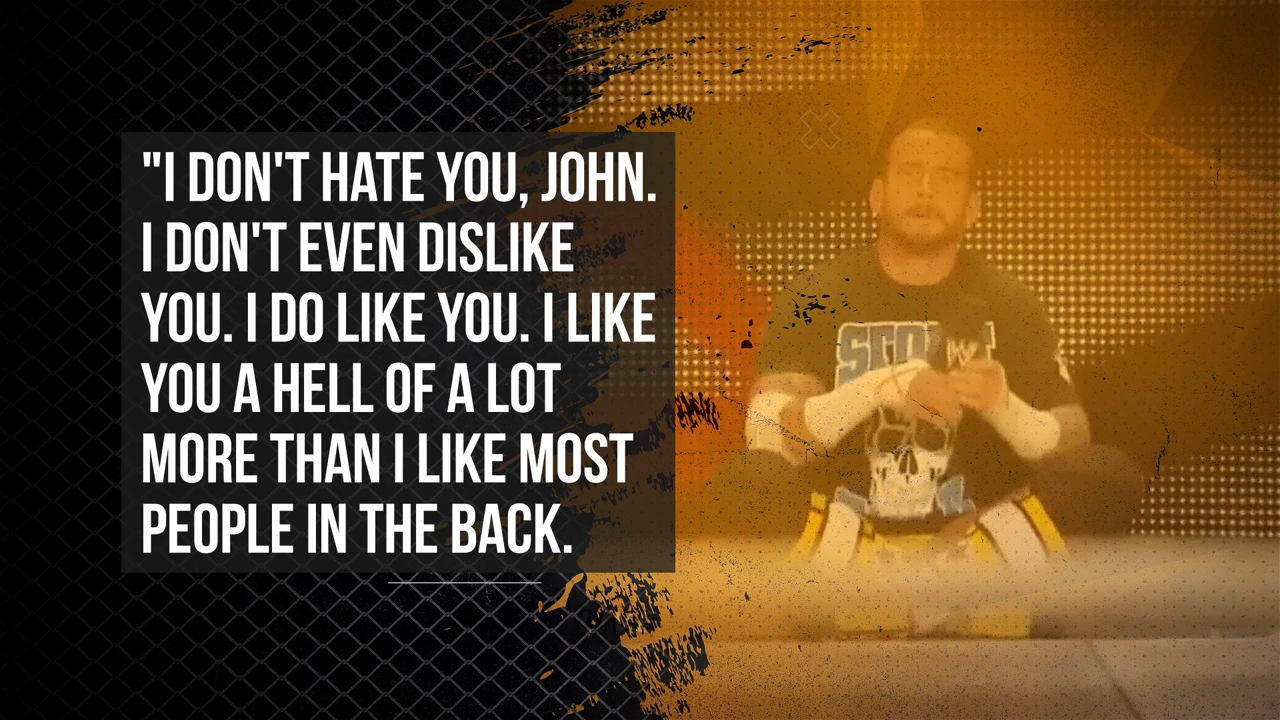 "I DON'T HATE YOU, JOHN.
I DON'T EVEN DISLIKE
YOU. I DO LIKE YOU. I LIKE
YOU A HELL OF A LOT
MORE THAN I LIKE MOST
PEOPLE IN THE BACK.